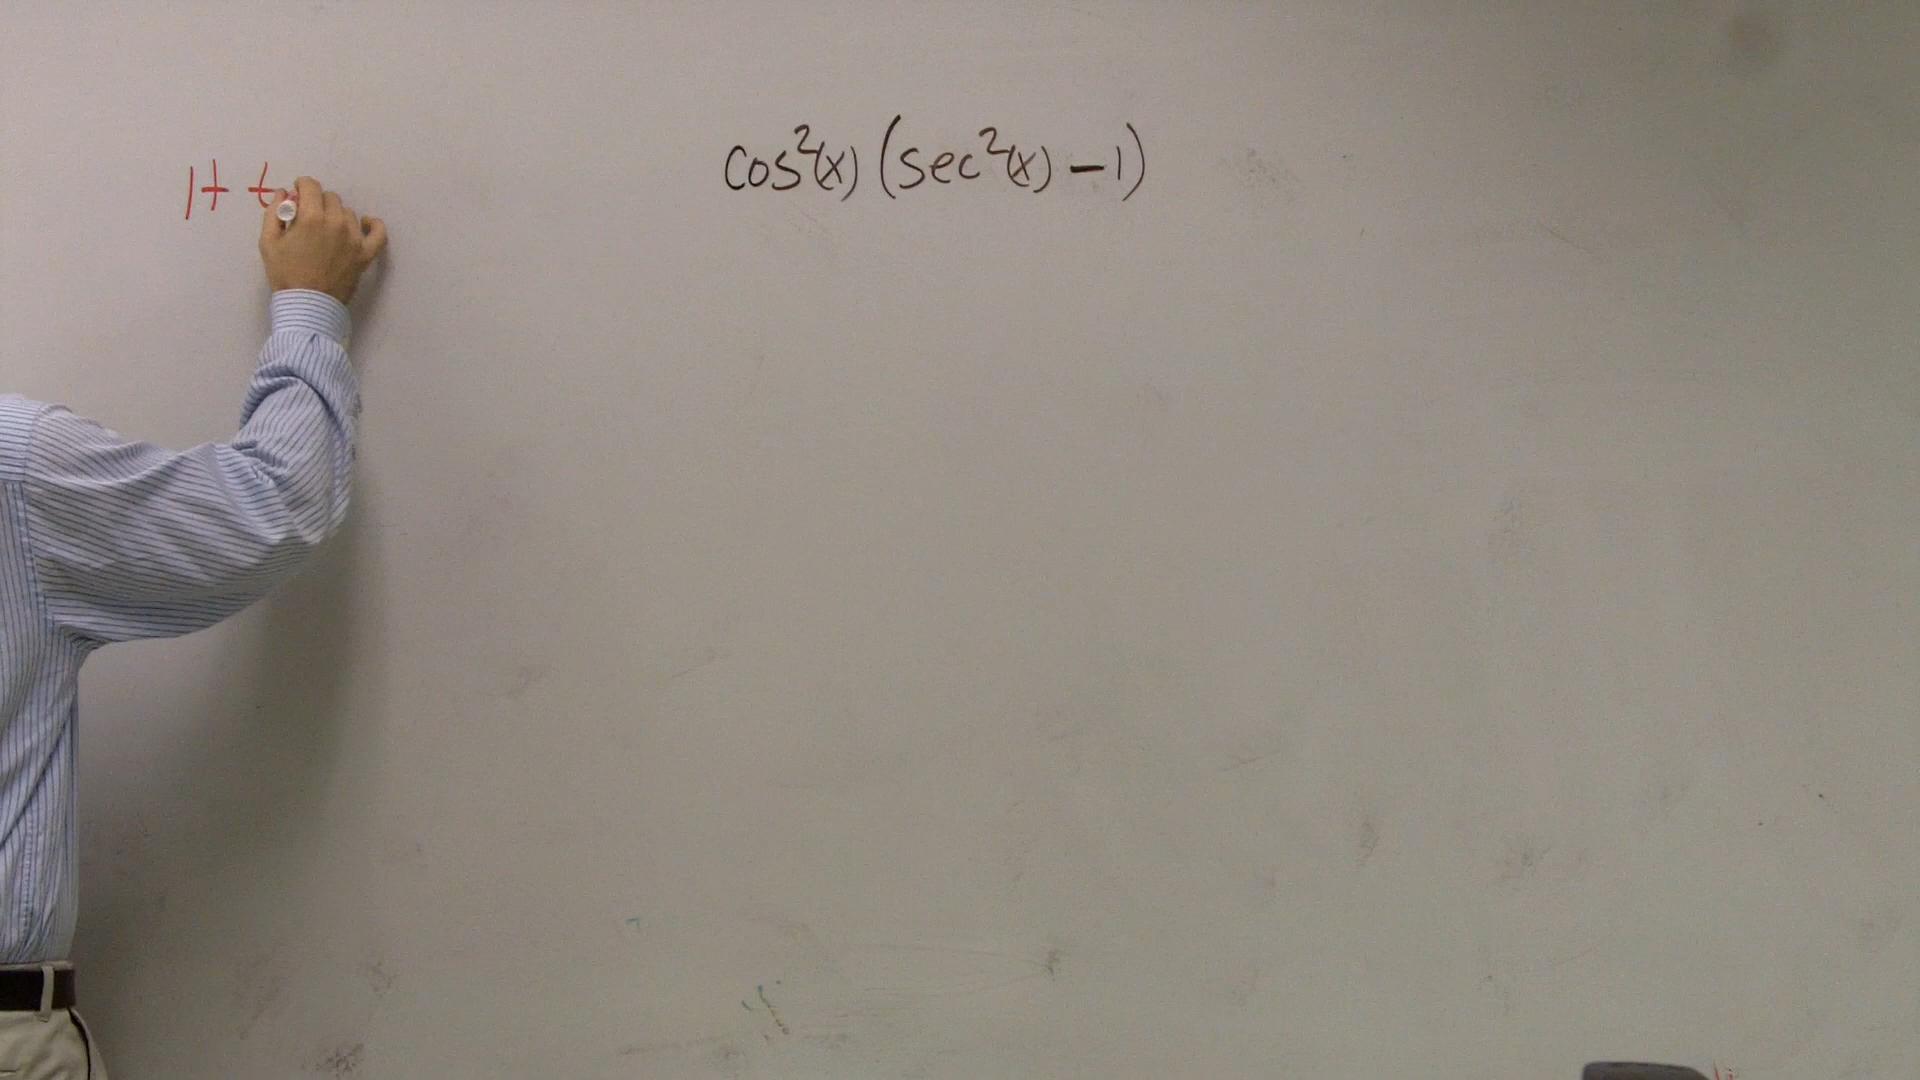 1+ t
cos²(x) (sec²(x) - 1)